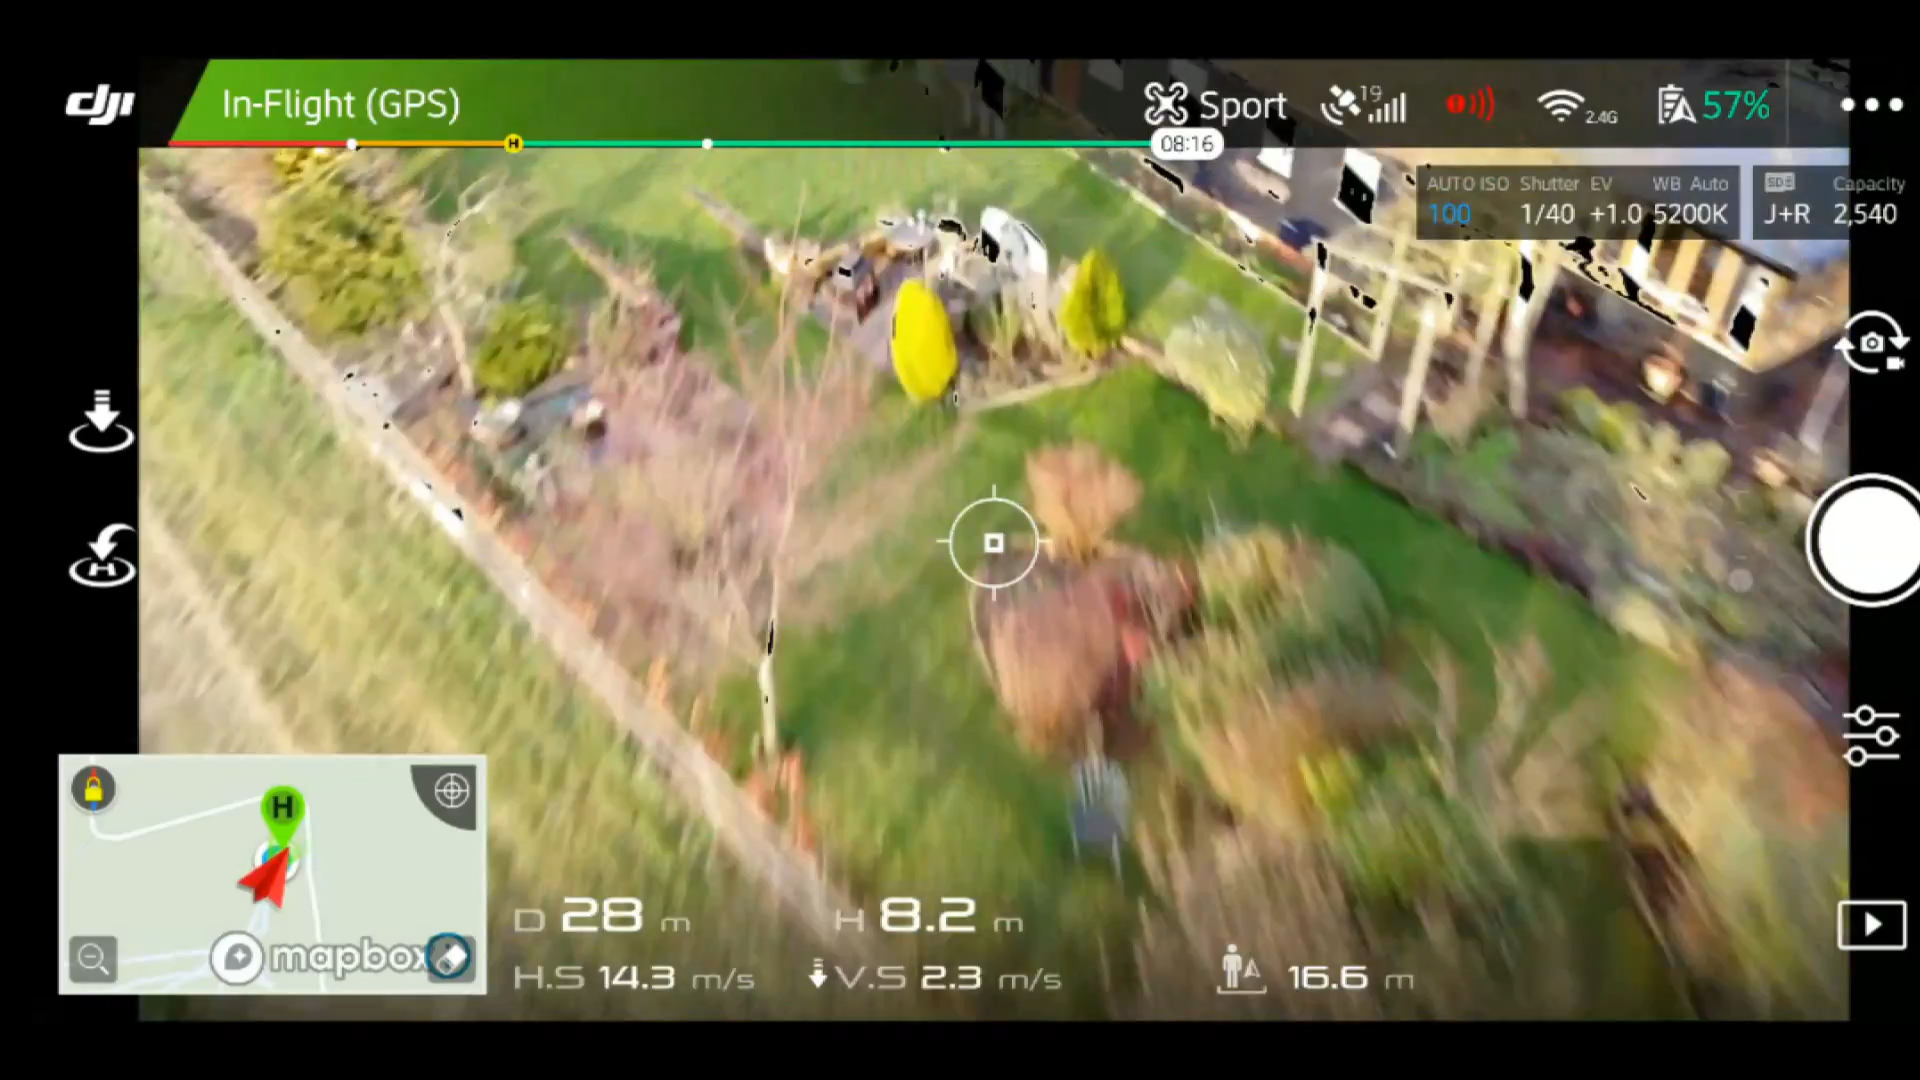 dji
In-Flight (GPS)
Sport
19
2.4G
57%
H
08:16
AUTO ISO Shutter EV WB Auto
100 1/40 +1.0 5200K
SD Capacity
J+R 2,540
H
H
mapbox
D 28 m H 8.2 m
H.S 14.3 m/s V.S 2.3 m/s 16.6 m